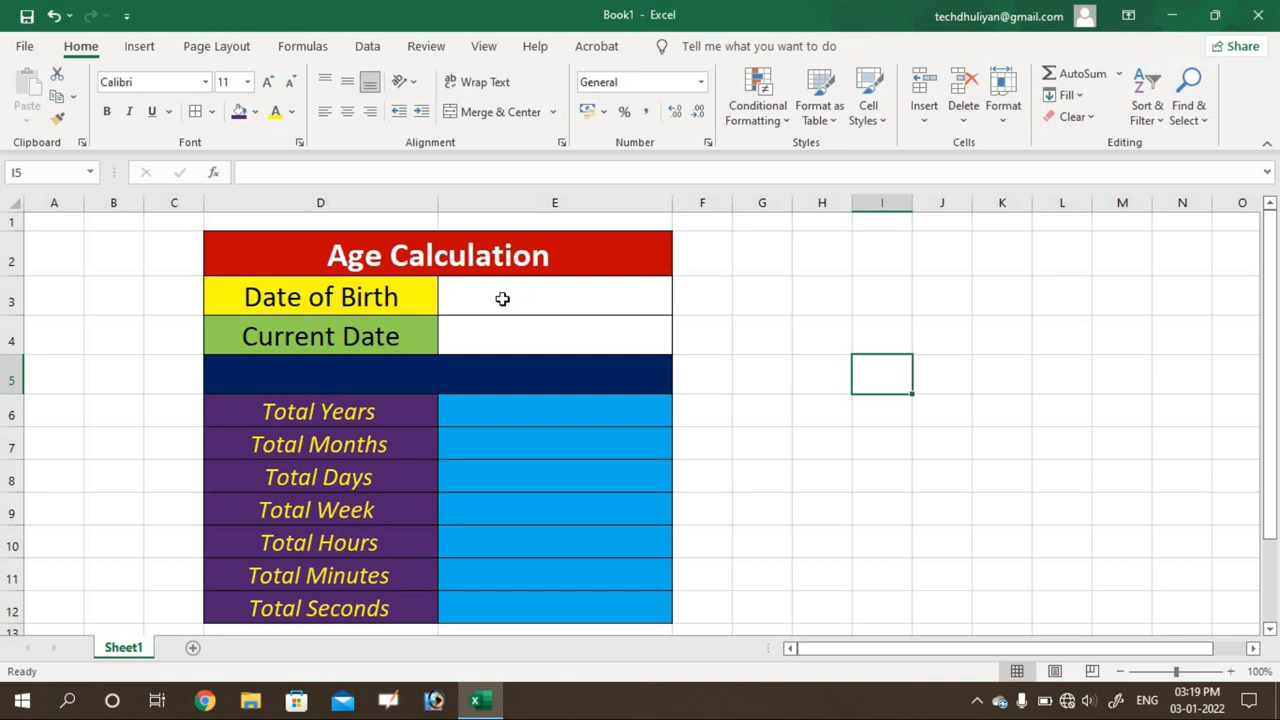 Book1 - Excel
techdhuliyan@gmail.com
File Home Insert Page Layout Formulas Data Review View Help Acrobat Tell me what you want to do Share
Paste
Calibri 11
B I U
Wrap Text
Merge & Center
General
Conditional Formatting
Format as Table
Cell Styles
Insert Delete Format
AutoSum
Fill
Clear
Sort & Filter
Find & Select
Clipboard Font Alignment Number Styles Cells Editing
I5
fx
A B C D E F G H I J K L M N O
1
2 Age Calculation
3 Date of Birth
4 Current Date
5
6 Total Years
7 Total Months
8 Total Days
9 Total Week
10 Total Hours
11 Total Minutes
12 Total Seconds
13
Sheet1
Ready
100%
ENG
03:19 PM
03-01-2022